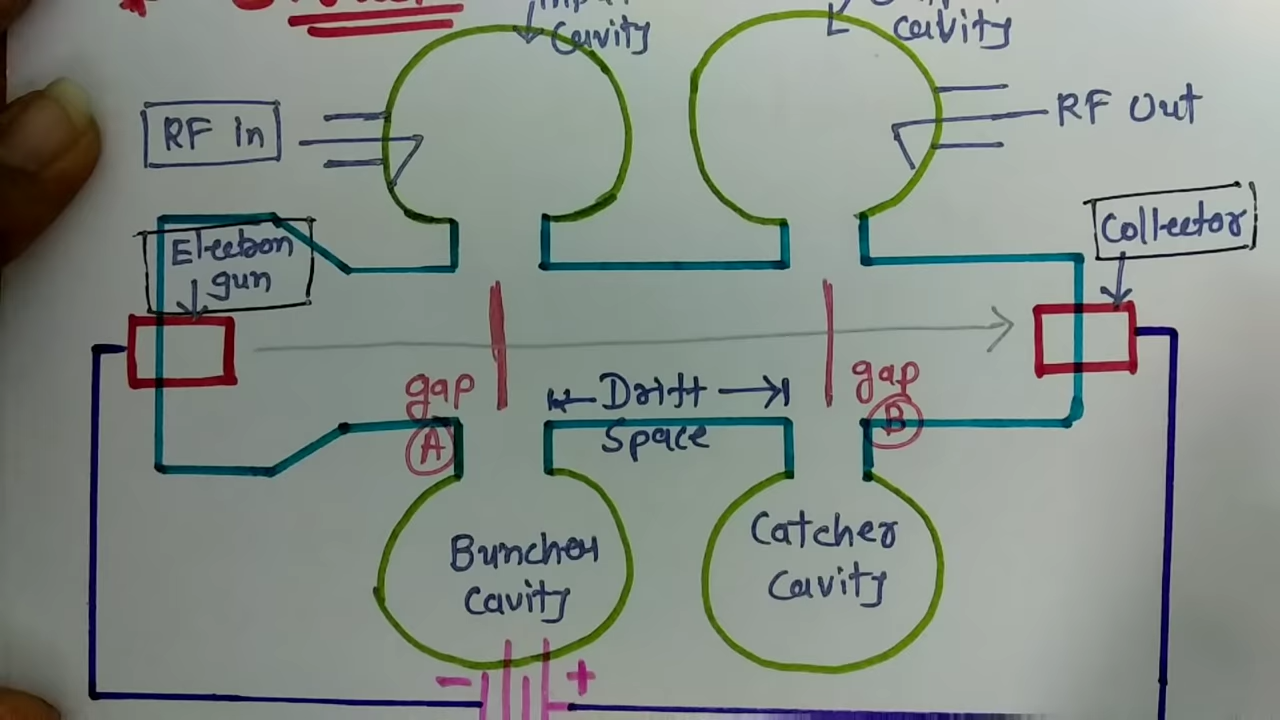 cavity
cavity
RF in
RF Out
Electron
gun
Collector
gap
A
Drift
Space
gap
B
Buncher
Cavity
Catcher
Cavity
- +